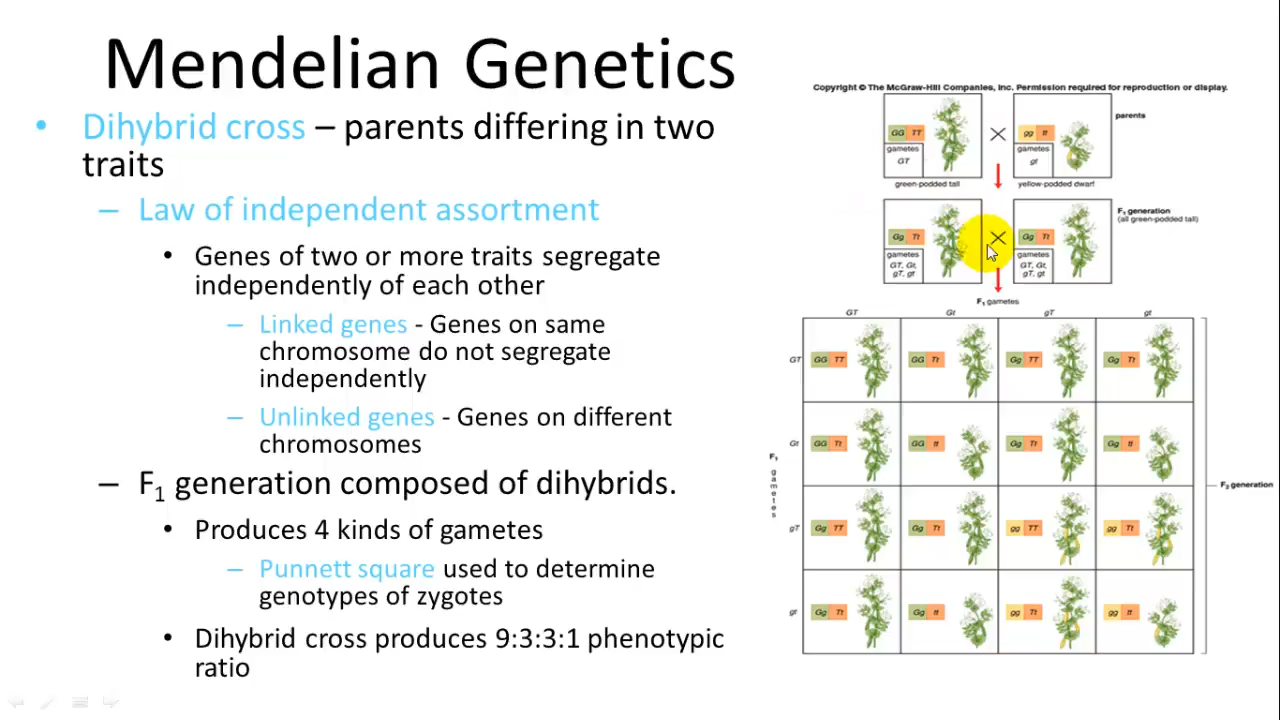 Mendelian Genetics
• Dihybrid cross – parents differing in two
traits
– Law of independent assortment
• Genes of two or more traits segregate
independently of each other
– Linked genes - Genes on same
chromosome do not segregate
independently
– Unlinked genes - Genes on different
chromosomes
– F1 generation composed of dihybrids.
• Produces 4 kinds of gametes
– Punnett square used to determine
genotypes of zygotes
• Dihybrid cross produces 9:3:3:1 phenotypic
ratio
Copyright © The McGraw-Hill Companies, Inc. Permission required for reproduction or display.
parents
GG TT × gg tt
gametes gametes
GT gt
green-podded tall yellow-podded dwarf
F1 generation
(all green-podded tall)
Gg Tt × Gg Tt
gametes gametes
GT, Gt, GT, Gt,
gT, gt gT, gt
F1 gametes
GT Gt gT gt
GT GG TT GG Tt Gg TT Gg Tt
Gt GG Tt GG tt Gg Tt Gg tt
F1 gametes
F2 generation
gT Gg TT Gg Tt gg TT gg Tt
gt Gg Tt Gg tt gg Tt gg tt